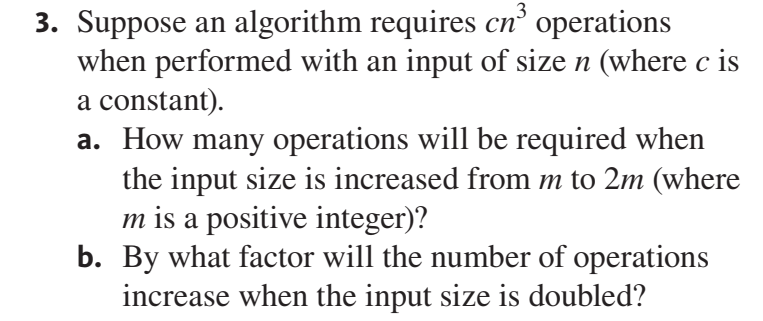 3. Suppose an algorithm requires cn³ operations
when performed with an input of size n (where c is
a constant).
a. How many operations will be required when
the input size is increased from m to 2m (where
m is a positive integer)?
b. By what factor will the number of operations
increase when the input size is doubled?